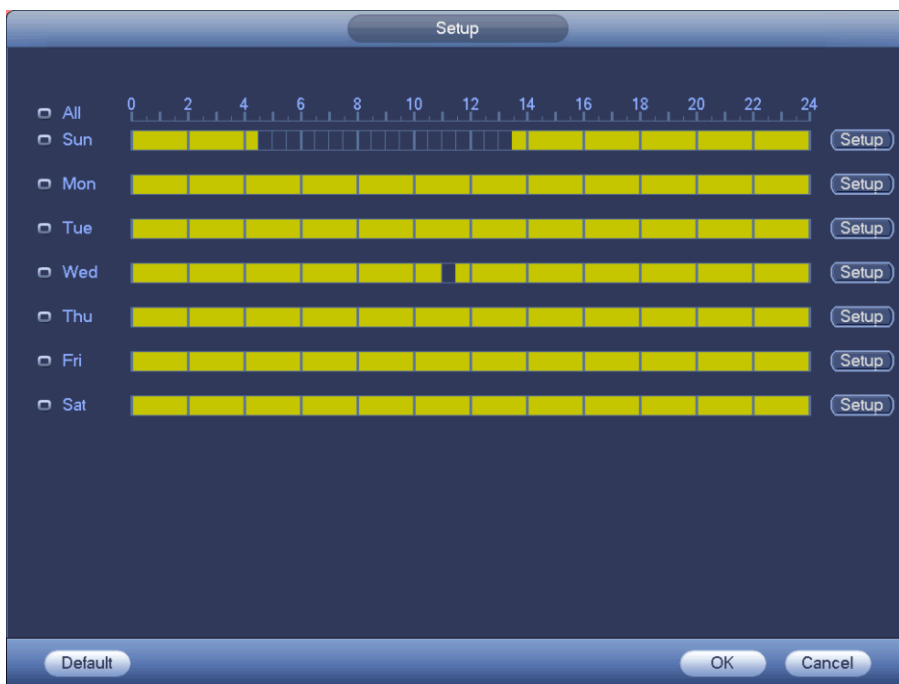 Setup
All 0 2 4 6 8 10 12 14 16 18 20 22 24
Sun Setup
Mon Setup
Tue Setup
Wed Setup
Thu Setup
Fri Setup
Sat Setup
Default OK Cancel